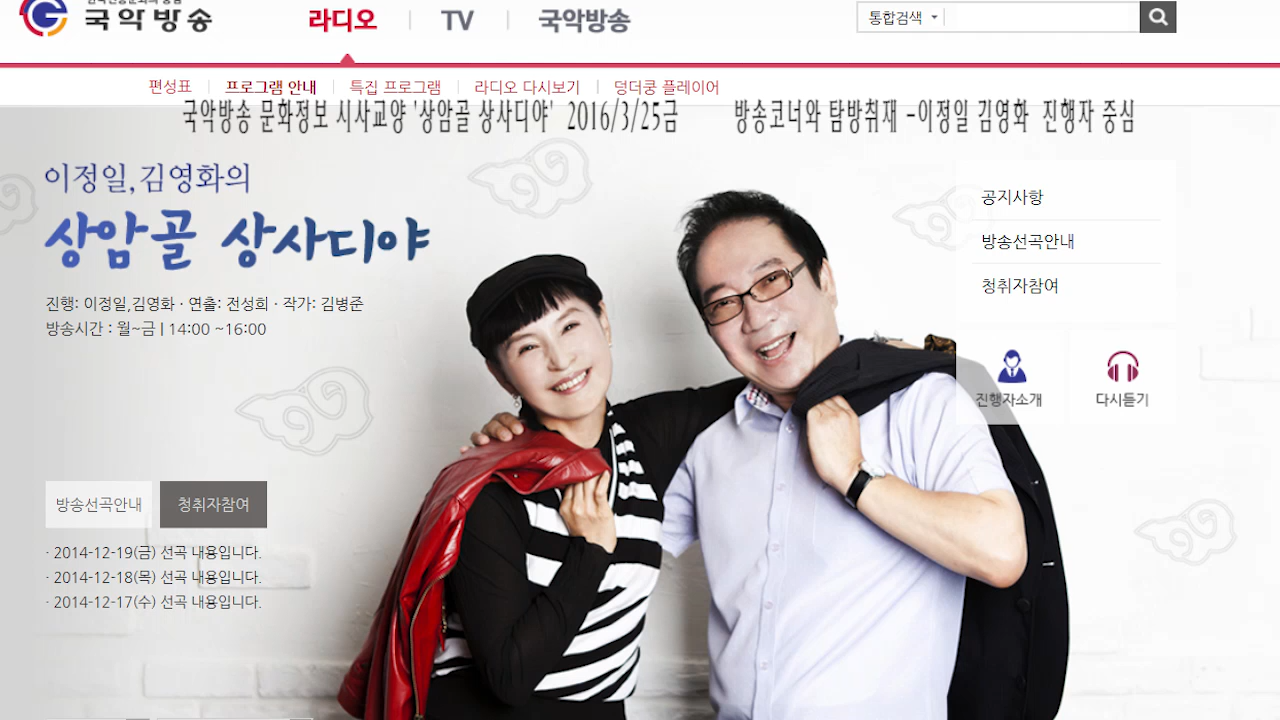 국악방송
라디오
TV
국악방송
통합검색
편성표
프로그램 안내
특집 프로그램
라디오 다시보기
덩더쿵 플레이어
국악방송 문화정보 시사교양 '상암골 상사디야' 2016/3/25금 방송코너와 탐방취재 -이정일 김영화 진행자 중심
이정일,김영화의
상암골 상사디야
진행: 이정일,김영화 · 연출: 전성희 · 작가: 김병준
방송시간 : 월~금 | 14:00 ~16:00
공지사항
방송선곡안내
청취자참여
진행자소개
다시듣기
방송선곡안내
청취자참여
· 2014-12-19(금) 선곡 내용입니다.
· 2014-12-18(목) 선곡 내용입니다.
· 2014-12-17(수) 선곡 내용입니다.